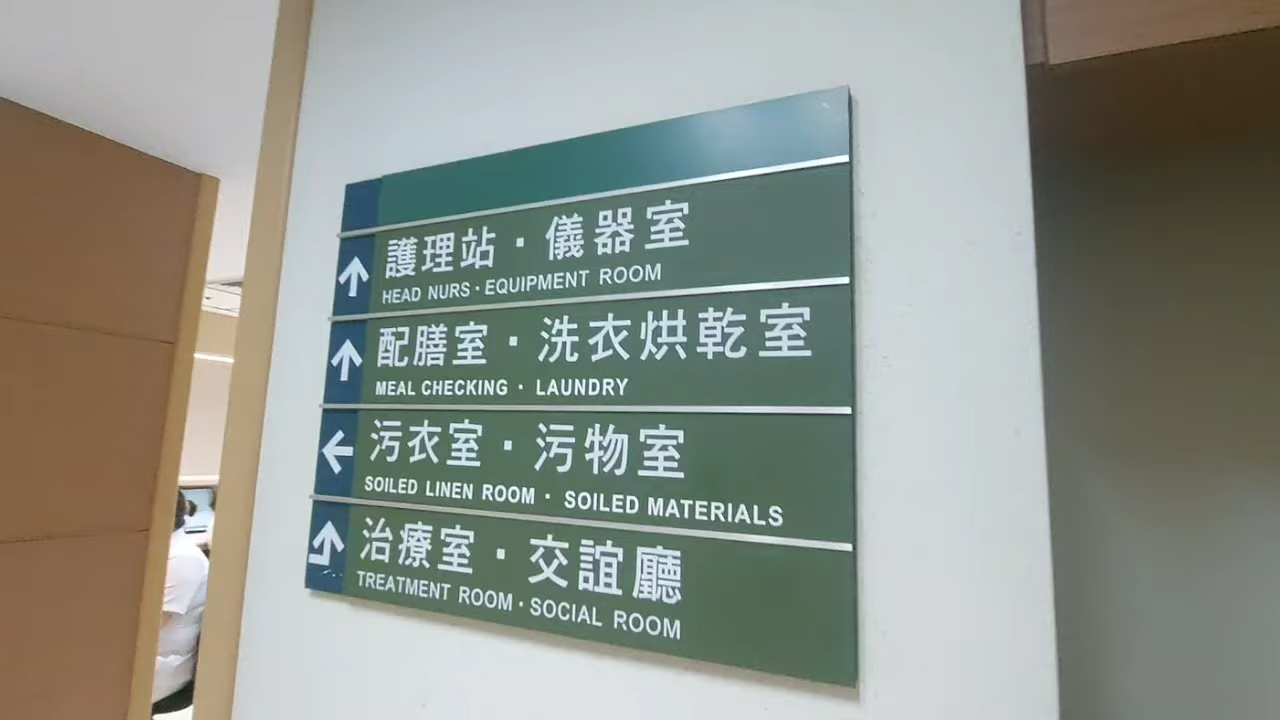 護理站・儀器室
HEAD NURS・EQUIPMENT ROOM
配膳室・洗衣烘乾室
MEAL CHECKING・LAUNDRY
污衣室・污物室
SOILED LINEN ROOM・SOILED MATERIALS
治療室・交誼廳
TREATMENT ROOM・SOCIAL ROOM